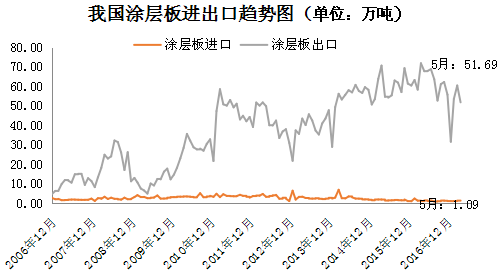 我国涂层板进出口趋势图（单位：万吨）
涂层板进口 涂层板出口
80.00
70.00
60.00
50.00
40.00
30.00
20.00
10.00
0.00
5月：51.69
5月：1.09
2006年12月
2007年12月
2008年12月
2009年12月
2010年12月
2011年12月
2012年12月
2013年12月
2014年12月
2015年12月
2016年12月